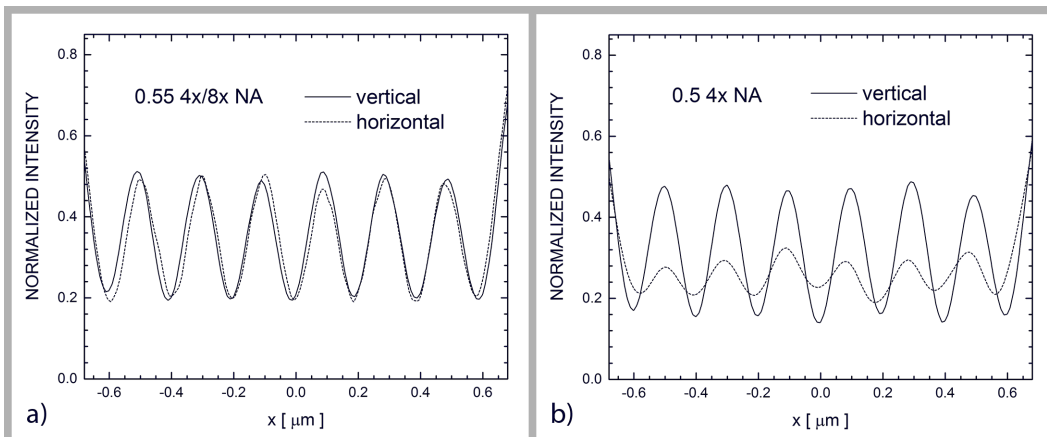 0.8
0.6
0.4
0.2
0.0
NORMALIZED INTENSITY
0.55 4x/8x NA
vertical
horizontal
-0.6 -0.4 -0.2 0.0 0.2 0.4 0.6
x [ μm ]
a)
0.8
0.6
0.4
0.2
0.0
NORMALIZED INTENSITY
0.5 4x NA
vertical
horizontal
-0.6 -0.4 -0.2 0.0 0.2 0.4 0.6
x [ μm ]
b)